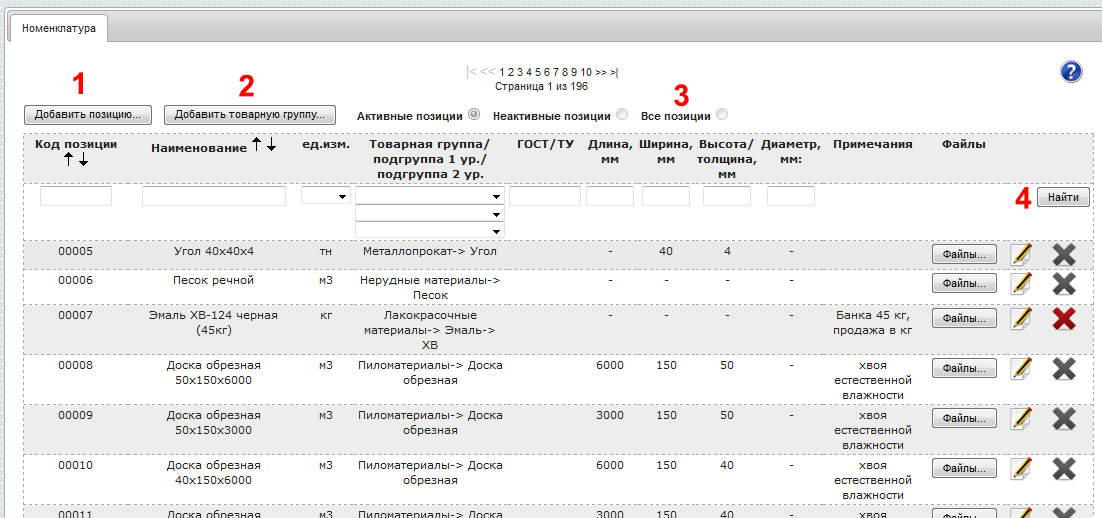 Номенклатура
|< << 1 2 3 4 5 6 7 8 9 10 >> >|
Страница 1 из 196
?
1
2
3
Добавить позицию...
Добавить товарную группу...
Активные позиции
Неактивные позиции
Все позиции
Код позиции
Наименование
ед.изм.
Товарная группа/
подгруппа 1 ур./
подгруппа 2 ур.
ГОСТ/ТУ
Длина,
мм
Ширина,
мм
Высота/
толщина,
мм
Диаметр,
мм:
Примечания
Файлы
4
Найти
00005
Угол 40х40х4
тн
Металлопрокат-> Угол
-
40
4
-
Файлы...
00006
Песок речной
м3
Нерудные материалы->
Песок
-
-
-
-
Файлы...
00007
Эмаль ХВ-124 черная
(45кг)
кг
Лакокрасочные
материалы-> Эмаль->
ХВ
-
-
-
-
Банка 45 кг,
продажа в кг
Файлы...
00008
Доска обрезная
50х150х6000
м3
Пиломатериалы-> Доска
обрезная
6000
150
50
-
хвоя
естественной
влажности
Файлы...
00009
Доска обрезная
50х150х3000
м3
Пиломатериалы-> Доска
обрезная
3000
150
50
-
хвоя
естественной
влажности
Файлы...
00010
Доска обрезная
40х150х6000
м3
Пиломатериалы-> Доска
обрезная
6000
150
40
-
хвоя
естественной
влажности
Файлы...
00011
Доска обрезная
м3
Пиломатериалы-> Доска
3000
150
40
-
хвоя
Файлы...